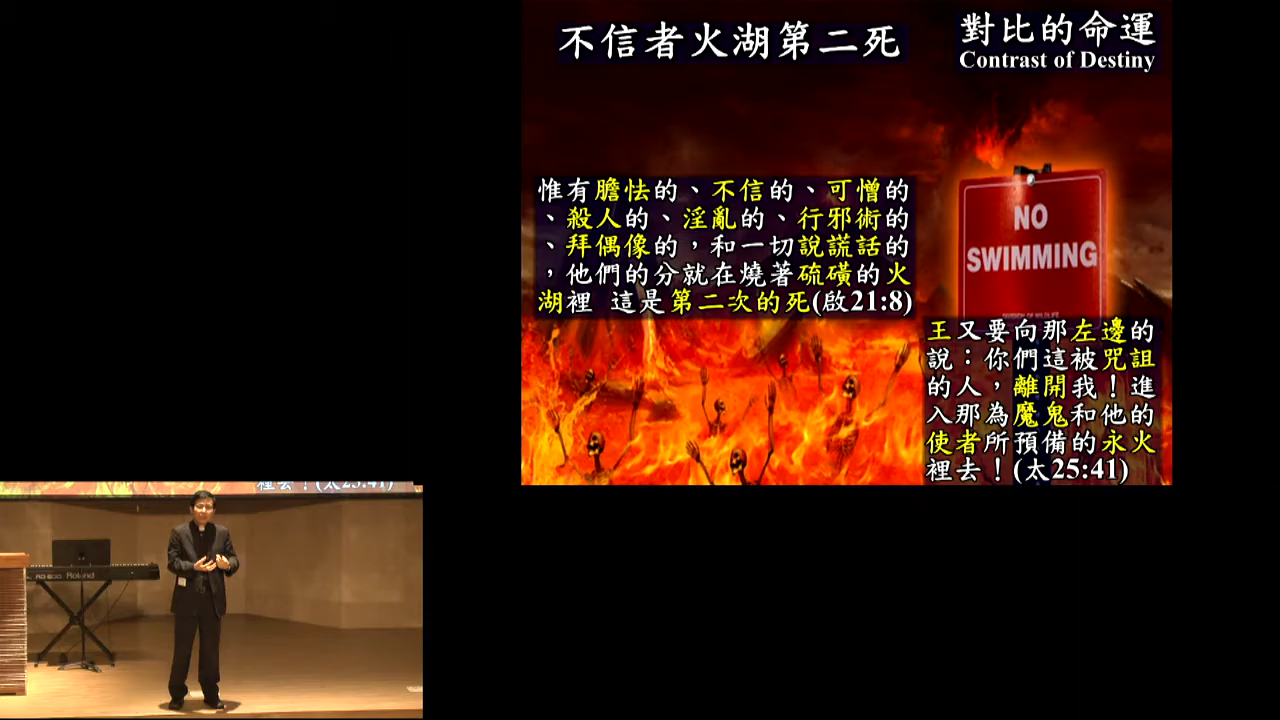 不信者火湖第二死
對比的命運
Contrast of Destiny
惟有膽怯的、不信的、可憎的
、殺人的、淫亂的、行邪術的
、拜偶像的，和一切說謊話的
，他們的分就在燒著硫磺的火
湖裡 這是第二次的死(啟21:8)
NO
SWIMMING
王又要向那左邊的
說：你們這被咒詛
的人，離開我！進
入那為魔鬼和他的
使者所預備的永火
裡去！(太25:41)
裡去！(太25:41)
Roland